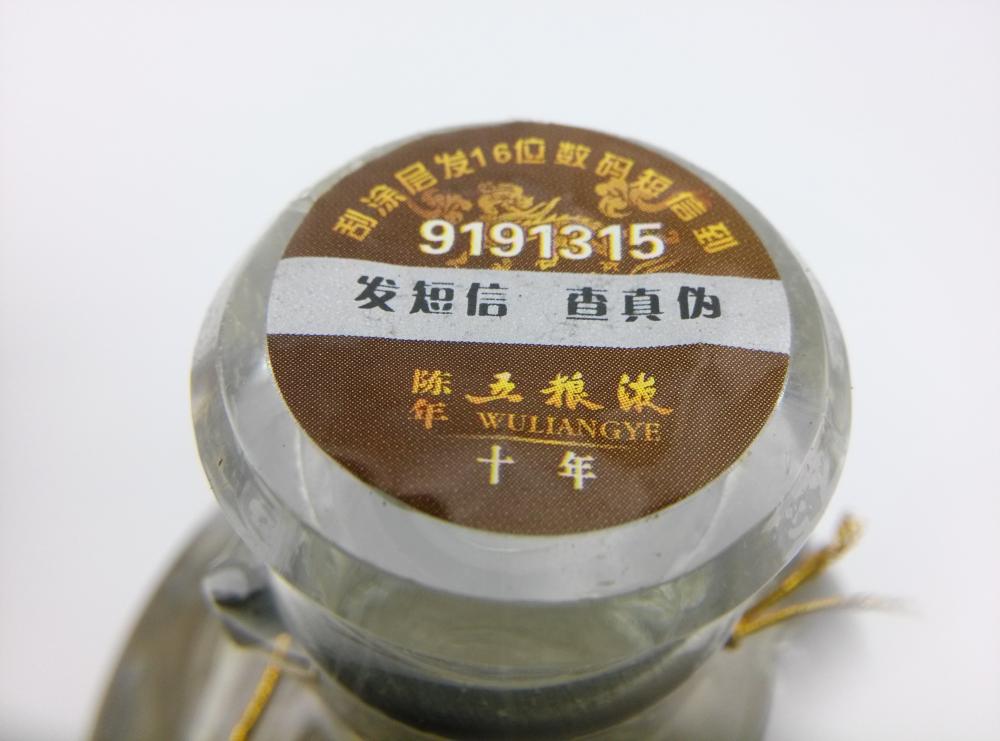 刮涂层发16位数码短信到
9191315
发短信 查真伪
陈年 五粮液
WULIANGYE
十年